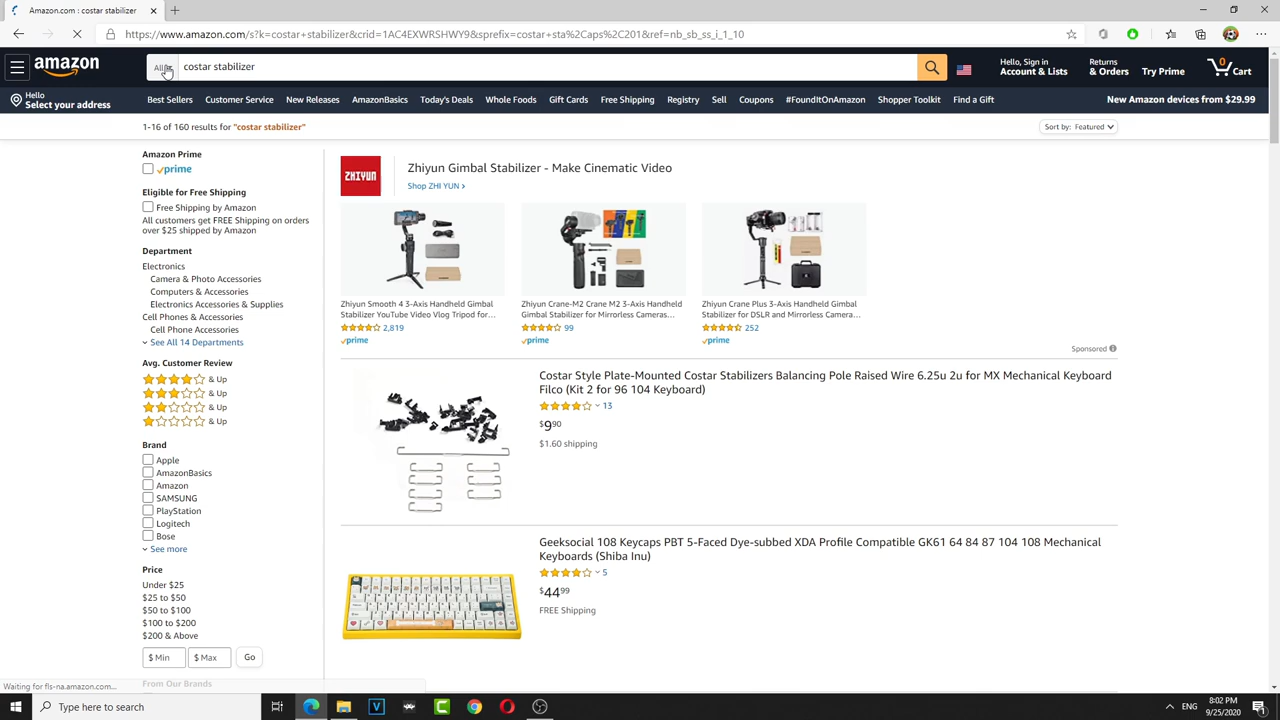 Amazon.com : costar stabilizer
https://www.amazon.com/s?k=costar+stabilizer&crid=1AC4EXWRSHWY9&sprefix=costar+sta%2Caps%2C201&ref=nb_sb_ss_i_1_10
amazon
All
costar stabilizer
Hello, Sign in
Account & Lists
Returns
& Orders
Try Prime
0
Cart
Hello
Select your address
Best Sellers
Customer Service
New Releases
AmazonBasics
Today's Deals
Whole Foods
Gift Cards
Free Shipping
Registry
Sell
Coupons
#FoundItOnAmazon
Shopper Toolkit
Find a Gift
New Amazon devices from $29.99
1-16 of 160 results for "costar stabilizer"
Sort by: Featured
Amazon Prime
prime
Eligible for Free Shipping
Free Shipping by Amazon
All customers get FREE Shipping on orders
over $25 shipped by Amazon
Department
Electronics
Camera & Photo Accessories
Computers & Accessories
Electronics Accessories & Supplies
Cell Phones & Accessories
Cell Phone Accessories
See All 14 Departments
Avg. Customer Review
& Up
& Up
& Up
& Up
Brand
Apple
AmazonBasics
Amazon
SAMSUNG
PlayStation
Logitech
Bose
See more
Price
Under $25
$25 to $50
$50 to $100
$100 to $200
$200 & Above
$ Min
$ Max
Go
From Our Brands
ZHIYUN
Zhiyun Gimbal Stabilizer - Make Cinematic Video
Shop ZHI YUN
Zhiyun Smooth 4 3-Axis Handheld Gimbal
Stabilizer YouTube Video Vlog Tripod for...
2,819
prime
Zhiyun Crane-M2 Crane M2 3-Axis Handheld
Gimbal Stabilizer for Mirrorless Cameras...
99
prime
Zhiyun Crane Plus 3-Axis Handheld Gimbal
Stabilizer for DSLR and Mirrorless Camera...
252
prime
Sponsored
Costar Style Plate-Mounted Costar Stabilizers Balancing Pole Raised Wire 6.25u 2u for MX Mechanical Keyboard
Filco (Kit 2 for 96 104 Keyboard)
13
$9 90
$1.60 shipping
Geeksocial 108 Keycaps PBT 5-Faced Dye-subbed XDA Profile Compatible GK61 64 84 87 104 108 Mechanical
Keyboards (Shiba Inu)
5
$44 99
FREE Shipping
Waiting for fls-na.amazon.com...
Type here to search
ENG
8:02 PM
9/25/2020